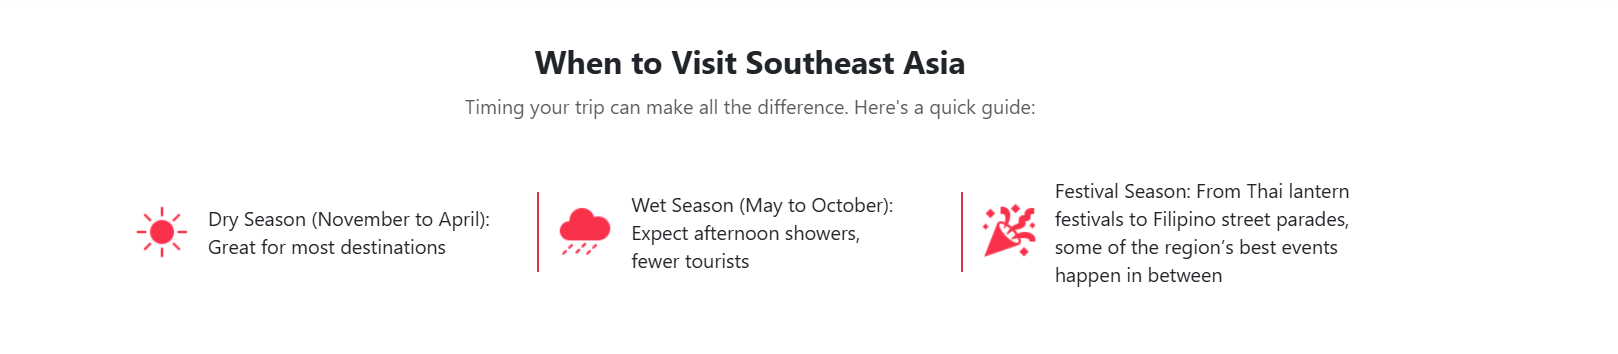 When to Visit Southeast Asia
Timing your trip can make all the difference. Here's a quick guide:
Dry Season (November to April):
Great for most destinations
Wet Season (May to October):
Expect afternoon showers,
fewer tourists
Festival Season: From Thai lantern
festivals to Filipino street parades,
some of the region’s best events
happen in between